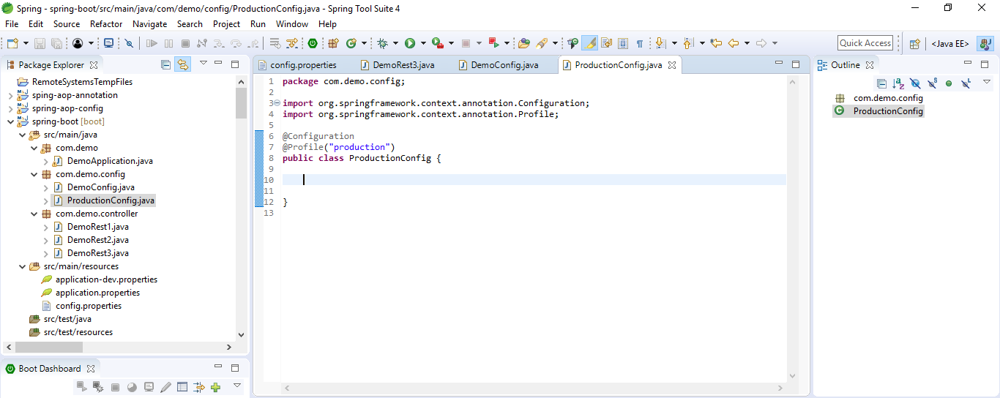 Spring - spring-boot/src/main/java/com/demo/config/ProductionConfig.java - Spring Tool Suite 4
File Edit Source Refactor Navigate Search Project Run Window Help
Quick Access
<Java EE>
Package Explorer
RemoteSystemsTempFiles
sping-aop-annotation
spring-aop-config
spring-boot [boot]
src/main/java
com.demo
DemoApplication.java
com.demo.config
DemoConfig.java
ProductionConfig.java
com.demo.controller
DemoRest1.java
DemoRest2.java
DemoRest3.java
src/main/resources
application-dev.properties
application.properties
config.properties
src/test/java
src/test/resources
Boot Dashboard
config.properties DemoRest3.java DemoConfig.java ProductionConfig.java
1 package com.demo.config;
2
3 import org.springframework.context.annotation.Configuration;
4 import org.springframework.context.annotation.Profile;
5
6 @Configuration
7 @Profile("production")
8 public class ProductionConfig {
9
10
11
12 }
13
Outline
com.demo.config
ProductionConfig